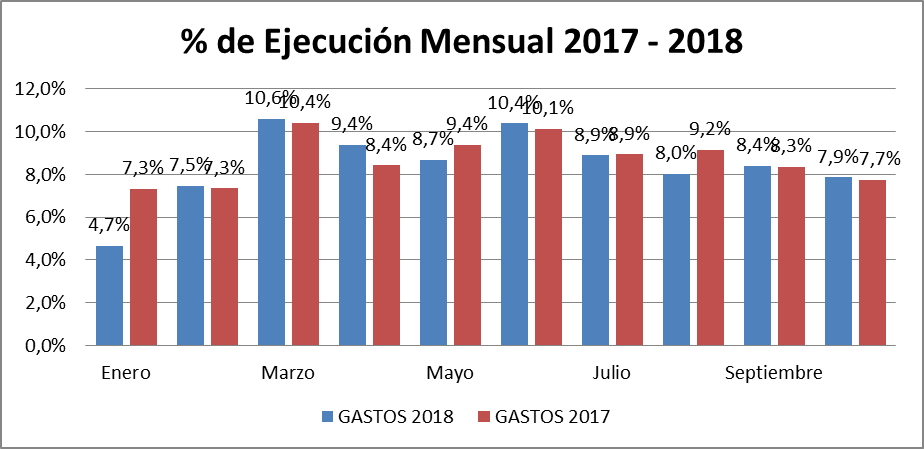 % de Ejecución Mensual 2017 - 2018
12,0%
10,0%
8,0%
6,0%
4,0%
2,0%
0,0%
4,7% 7,3% 7,5% 7,3% 10,6% 10,4% 9,4% 8,4% 8,7% 9,4% 10,4% 10,1% 8,9% 8,9% 8,0% 9,2% 8,4% 8,3% 7,9% 7,7%
Enero Marzo Mayo Julio Septiembre
GASTOS 2018 GASTOS 2017